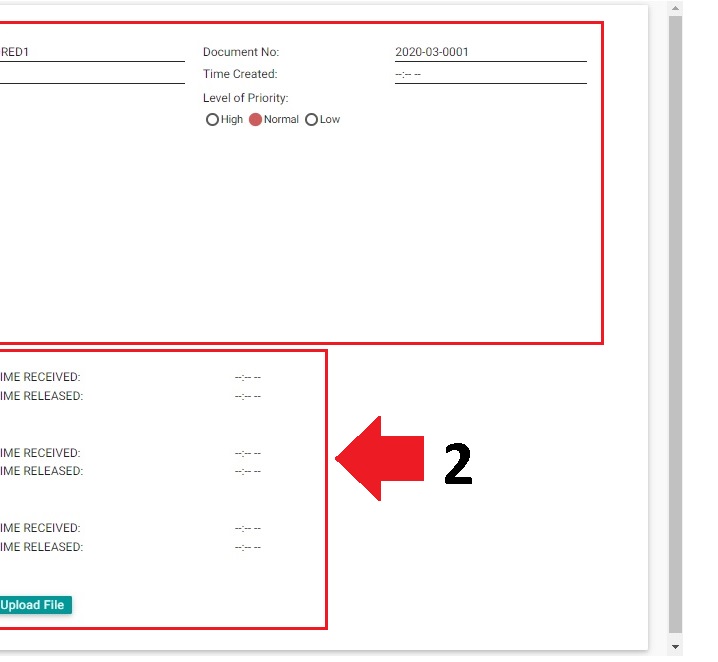 RED1 Document No: 2020-03-0001
Time Created: --:-- --
Level of Priority:
High Normal Low
IME RECEIVED: --:-- --
IME RELEASED: --:-- --
IME RECEIVED: --:-- --
IME RELEASED: --:-- --
2
IME RECEIVED: --:-- --
IME RELEASED: --:-- --
Upload File